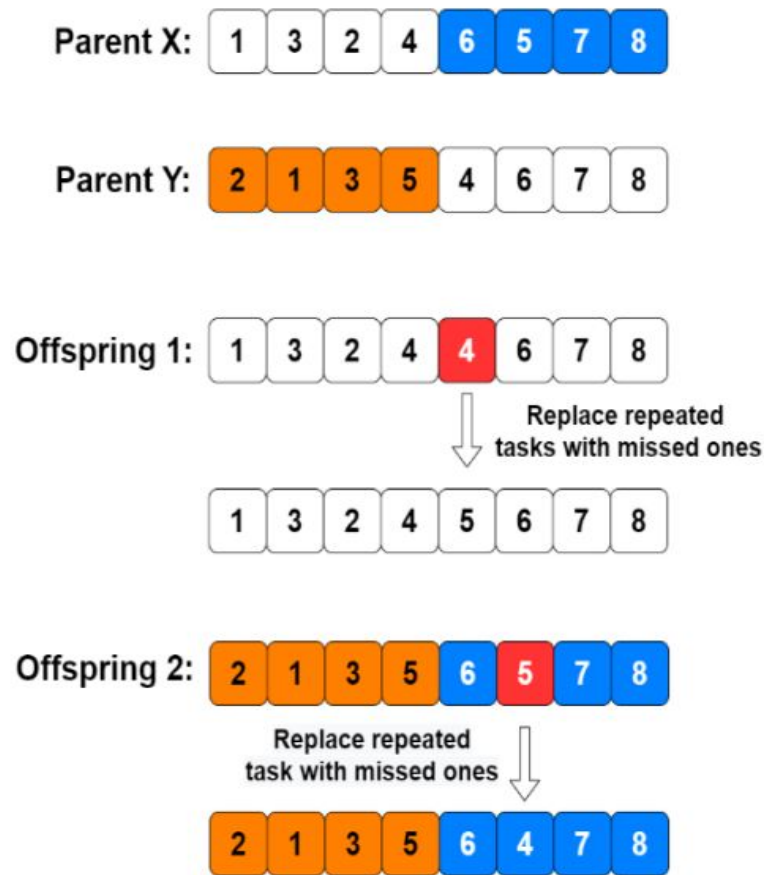 Parent X: 1 3 2 4 6 5 7 8
Parent Y: 2 1 3 5 4 6 7 8
Offspring 1: 1 3 2 4 4 6 7 8
Replace repeated
tasks with missed ones
1 3 2 4 5 6 7 8
Offspring 2: 2 1 3 5 6 5 7 8
Replace repeated
task with missed ones
2 1 3 5 6 4 7 8